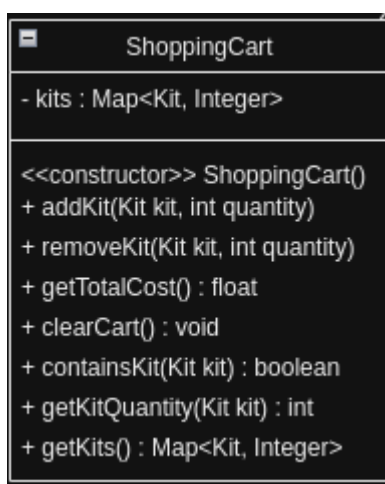 ShoppingCart
- kits : Map<Kit, Integer>
<<constructor>> ShoppingCart()
+ addKit(Kit kit, int quantity)
+ removeKit(Kit kit, int quantity)
+ getTotalCost() : float
+ clearCart() : void
+ containsKit(Kit kit) : boolean
+ getKitQuantity(Kit kit) : int
+ getKits() : Map<Kit, Integer>